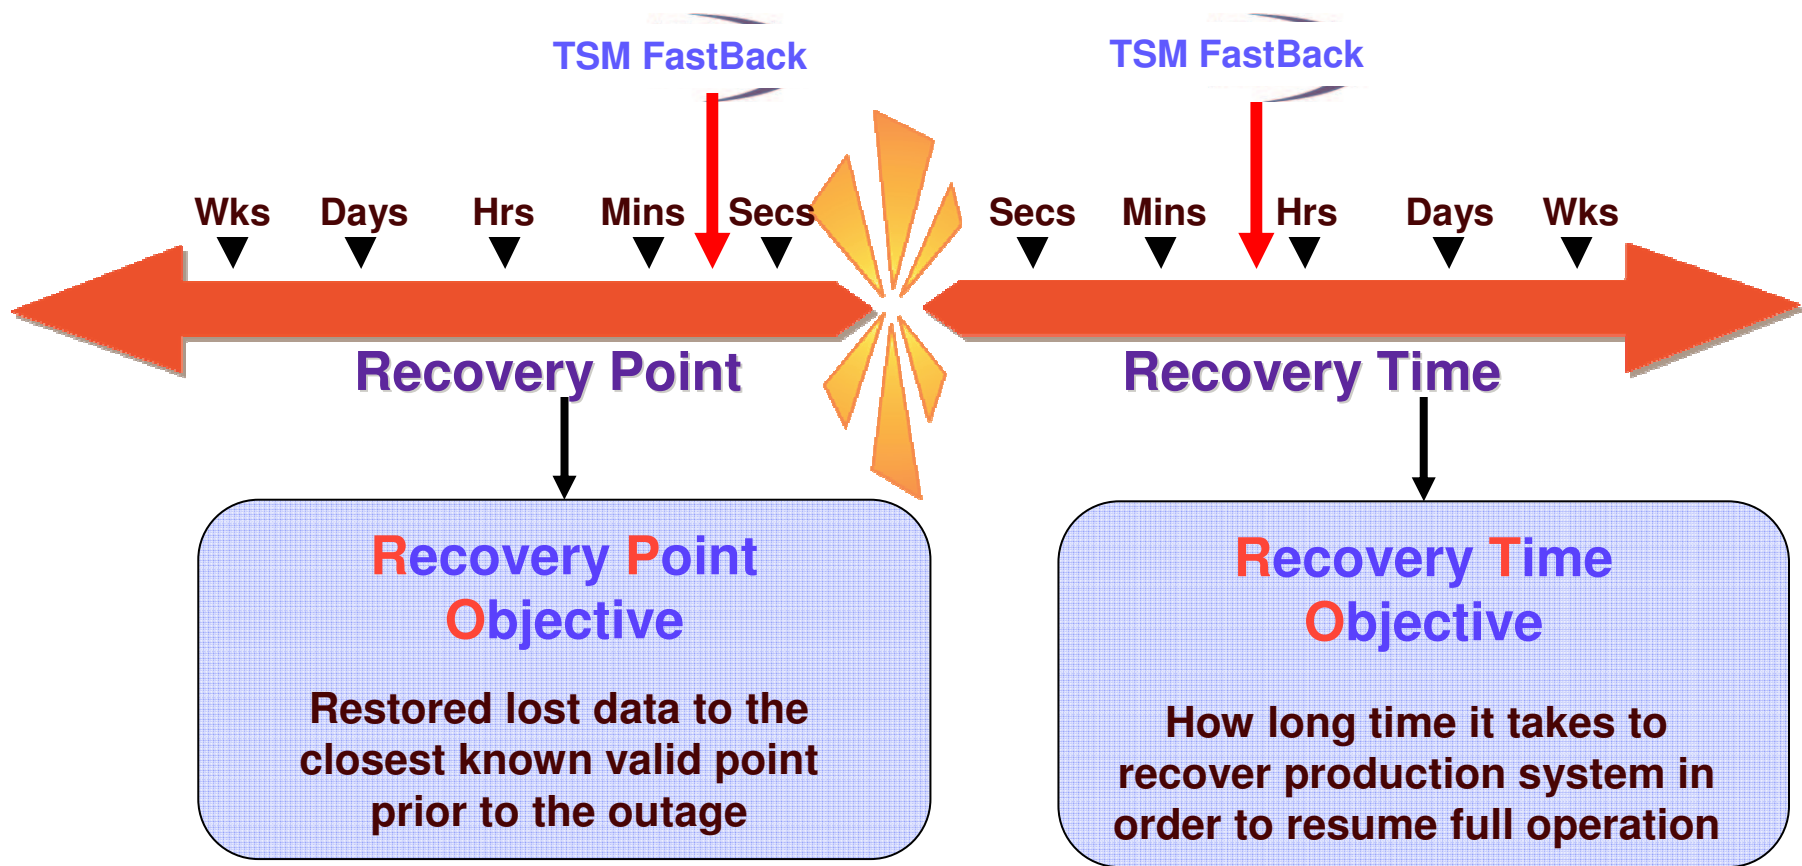 TSM FastBack
TSM FastBack
Wks Days Hrs Mins Secs
Secs Mins Hrs Days Wks
Recovery Point
Recovery Time
Recovery Point
Objective
Restored lost data to the
closest known valid point
prior to the outage
Recovery Time
Objective
How long time it takes to
recover production system in
order to resume full operation